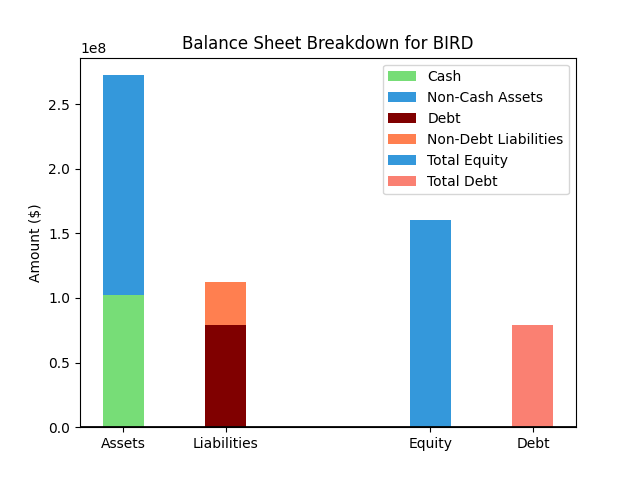 Balance Sheet Breakdown for BIRD
1e8
Cash
Non-Cash Assets
Debt
Non-Debt Liabilities
Total Equity
Total Debt
Amount ($)
2.5
2.0
1.5
1.0
0.5
0.0
Assets Liabilities Equity Debt